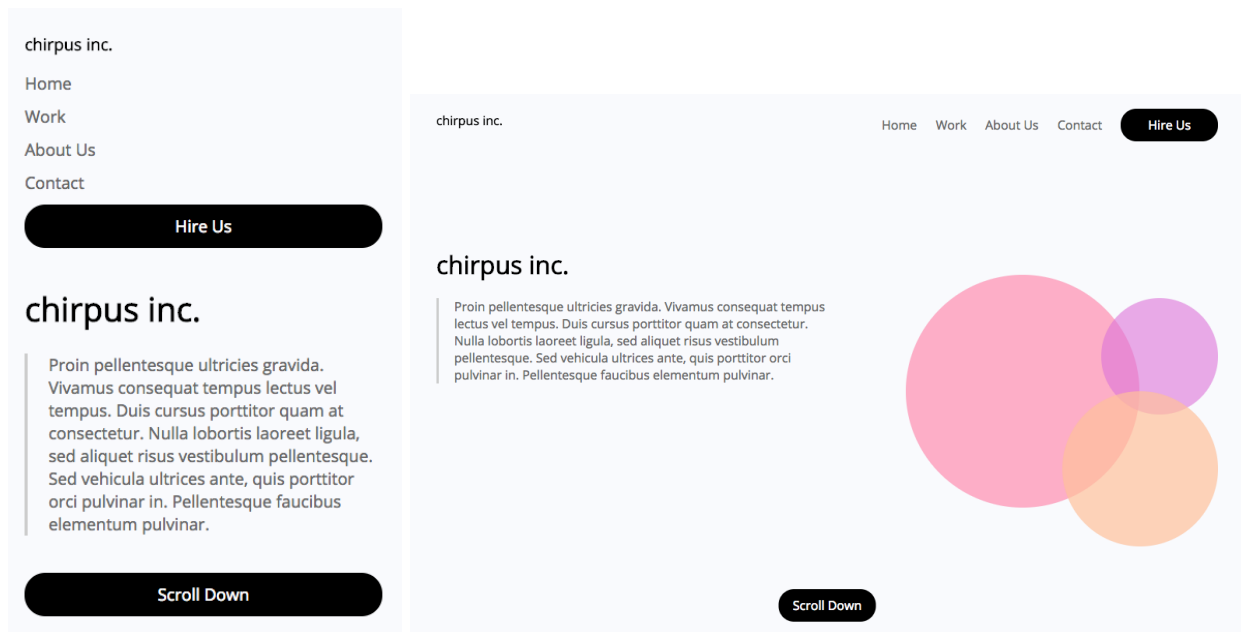 chirpus inc.
Home
Work
About Us
Contact
Hire Us
chirpus inc.
Proin pellentesque ultricies gravida.
Vivamus consequat tempus lectus vel
tempus. Duis cursus porttitor quam at
consectetur. Nulla lobortis laoreet ligula,
sed aliquet risus vestibulum pellentesque.
Sed vehicula ultrices ante, quis porttitor
orci pulvinar in. Pellentesque faucibus
elementum pulvinar.
Scroll Down
chirpus inc.
Home Work About Us Contact Hire Us
chirpus inc.
Proin pellentesque ultricies gravida. Vivamus consequat tempus
lectus vel tempus. Duis cursus porttitor quam at consectetur.
Nulla lobortis laoreet ligula, sed aliquet risus vestibulum
pellentesque. Sed vehicula ultrices ante, quis porttitor orci
pulvinar in. Pellentesque faucibus elementum pulvinar.
Scroll Down